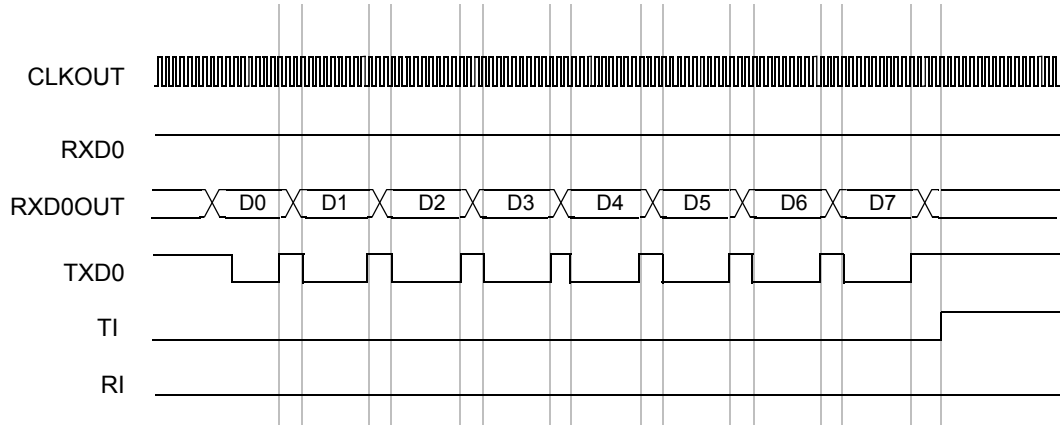 CLKOUT
RXD0
RXD0OUT D0 D1 D2 D3 D4 D5 D6 D7
TXD0
TI
RI